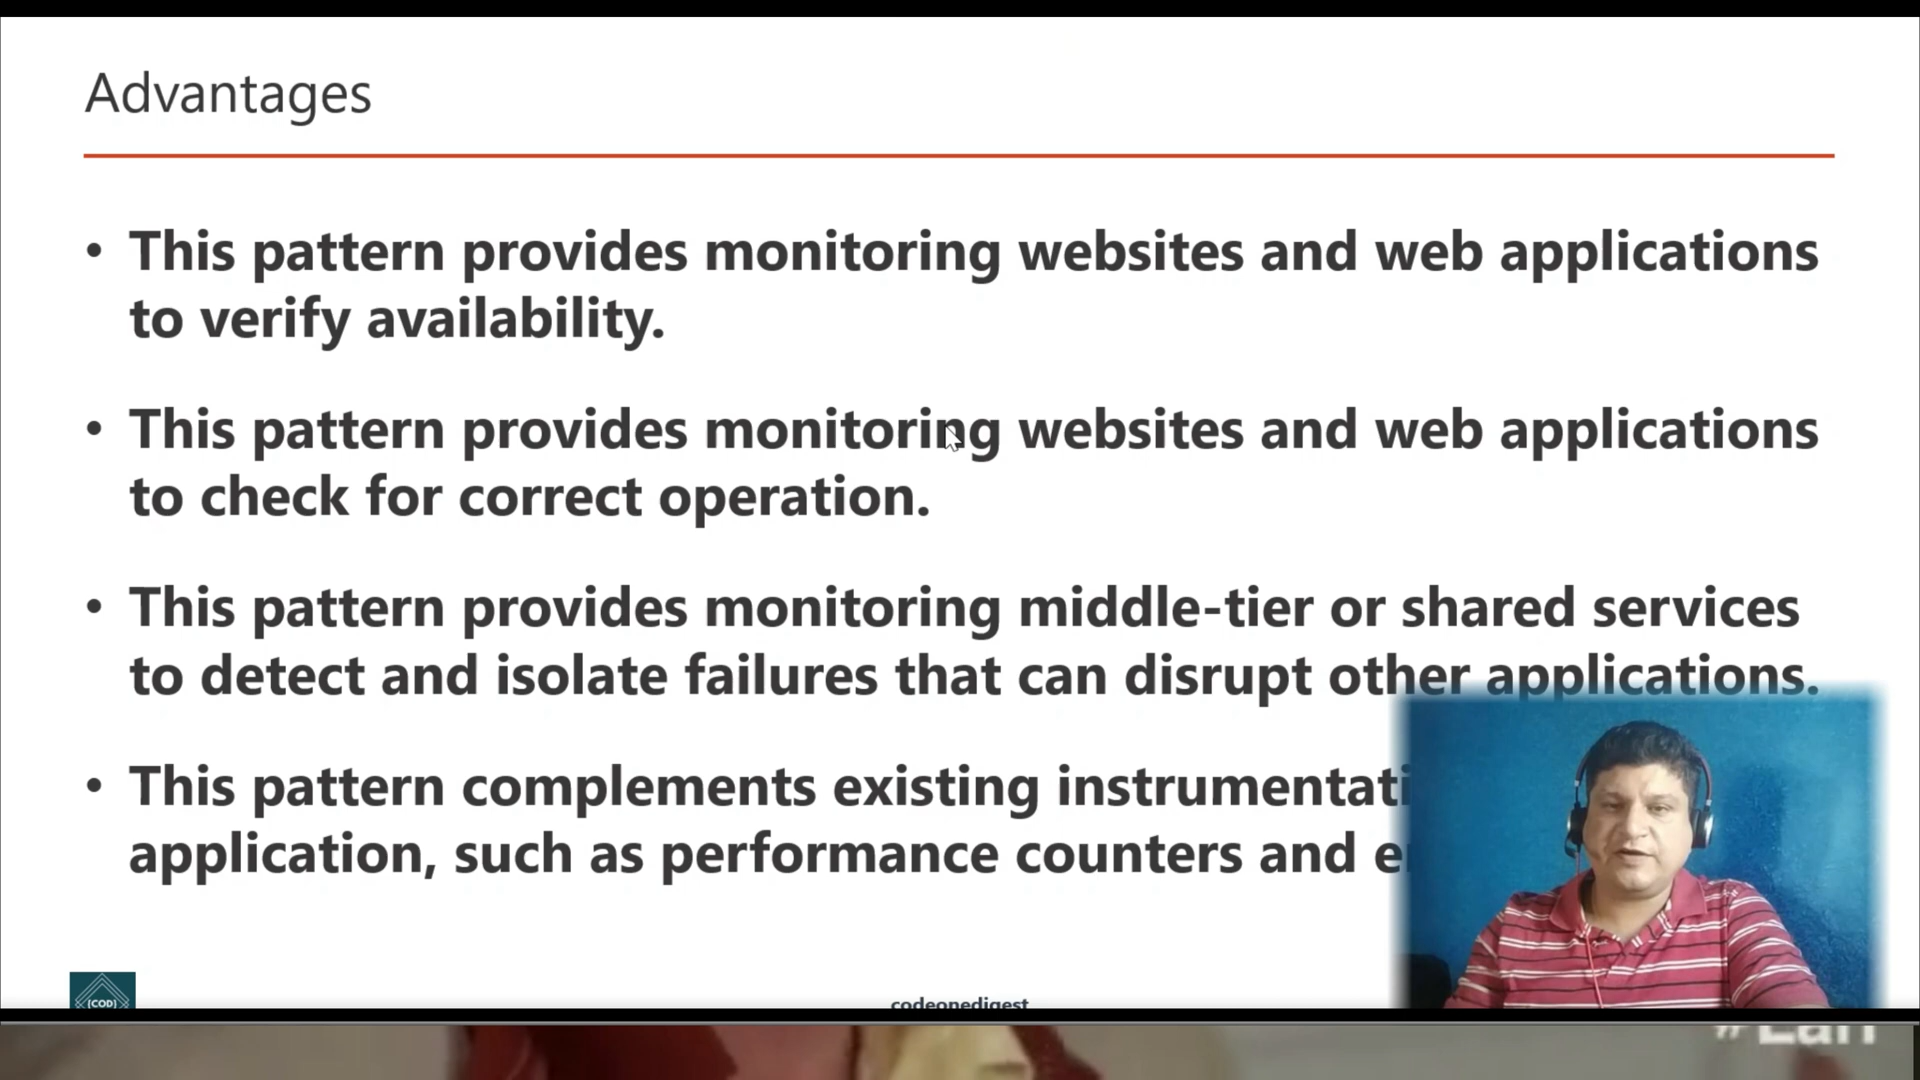 Advantages
• This pattern provides monitoring websites and web applications
to verify availability.
• This pattern provides monitoring websites and web applications
to check for correct operation.
• This pattern provides monitoring middle-tier or shared services
to detect and isolate failures that can disrupt other applications.
• This pattern complements existing
application, such as performance counters and
{COD}
codeonedigest